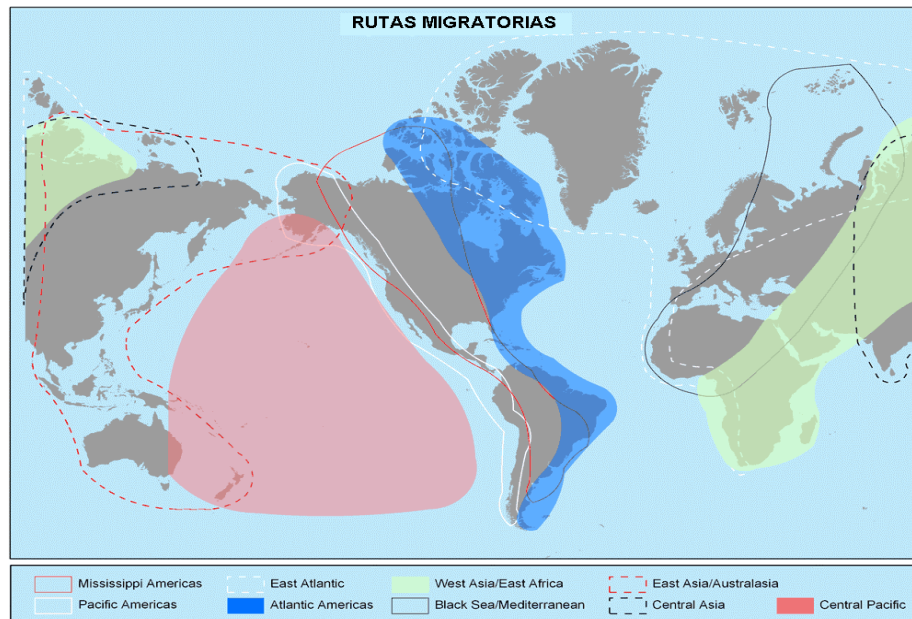 RUTAS MIGRATORIAS
Mississippi Americas East Atlantic West Asia/East Africa East Asia/Australasia
Pacific Americas Atlantic Americas Black Sea/Mediterranean Central Asia Central Pacific